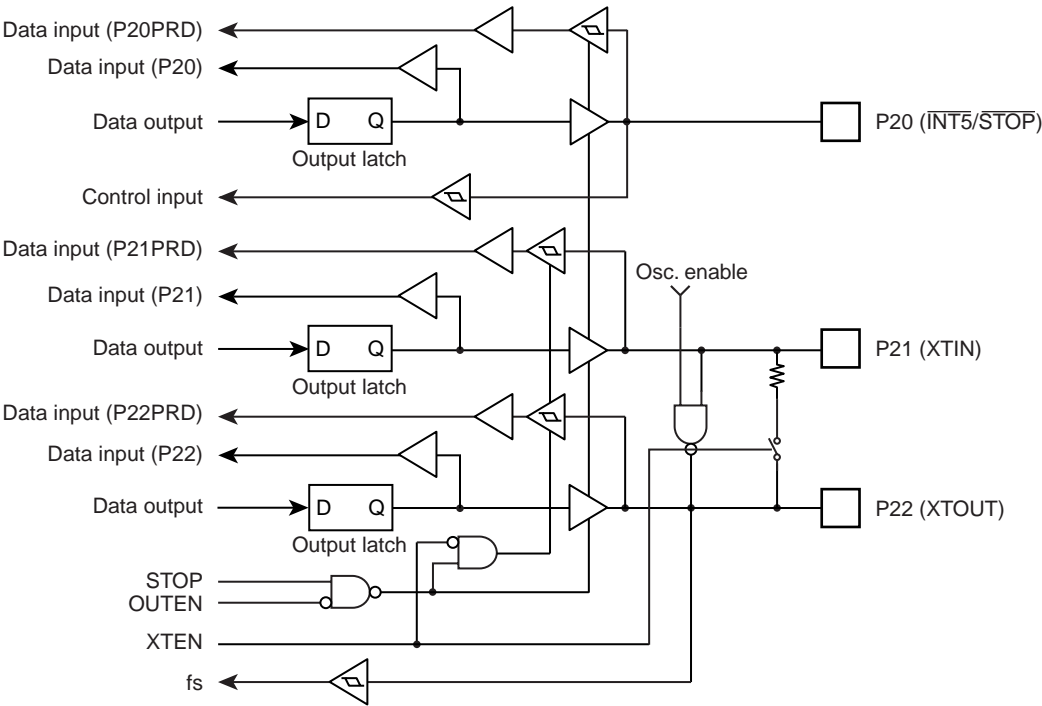 Data input (P20PRD)
Data input (P20)
Data output
D Q
Output latch
P20 (I̅N̅T̅5̅/S̅T̅O̅P̅)
Control input
Data input (P21PRD)
Osc. enable
Data input (P21)
Data output
D Q
Output latch
P21 (XTIN)
Data input (P22PRD)
Data input (P22)
Data output
D Q
Output latch
P22 (XTOUT)
STOP
OUTEN
XTEN
fs